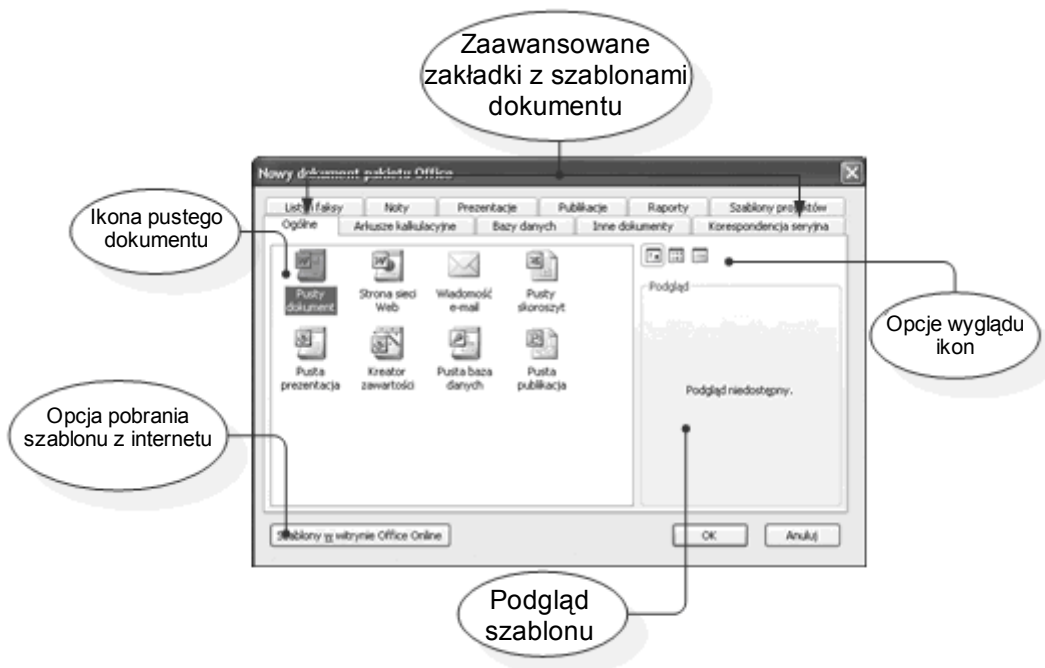 Zaawansowane
zakładki z szablonami
dokumentu
Nowy dokument pakietu Office
Listy i faksy
Noty
Prezentacje
Publikacje
Raporty
Szablony projektów
Ogólne
Arkusze kalkulacyjne
Bazy danych
Inne dokumenty
Korespondencja seryjna
Ikona pustego
dokumentu
Pusty
dokument
Strona sieci
Web
Wiadomość
e-mail
Pusty
skoroszyt
Pusta
prezentacja
Kreator
zawartości
Pusta baza
danych
Pusta
publikacja
Podgląd
Podgląd niedostępny.
Opcje wyglądu
ikon
Opcja pobrania
szablonu z internetu
Szablony w witrynie Office Online
OK
Anuluj
Podgląd
szablonu